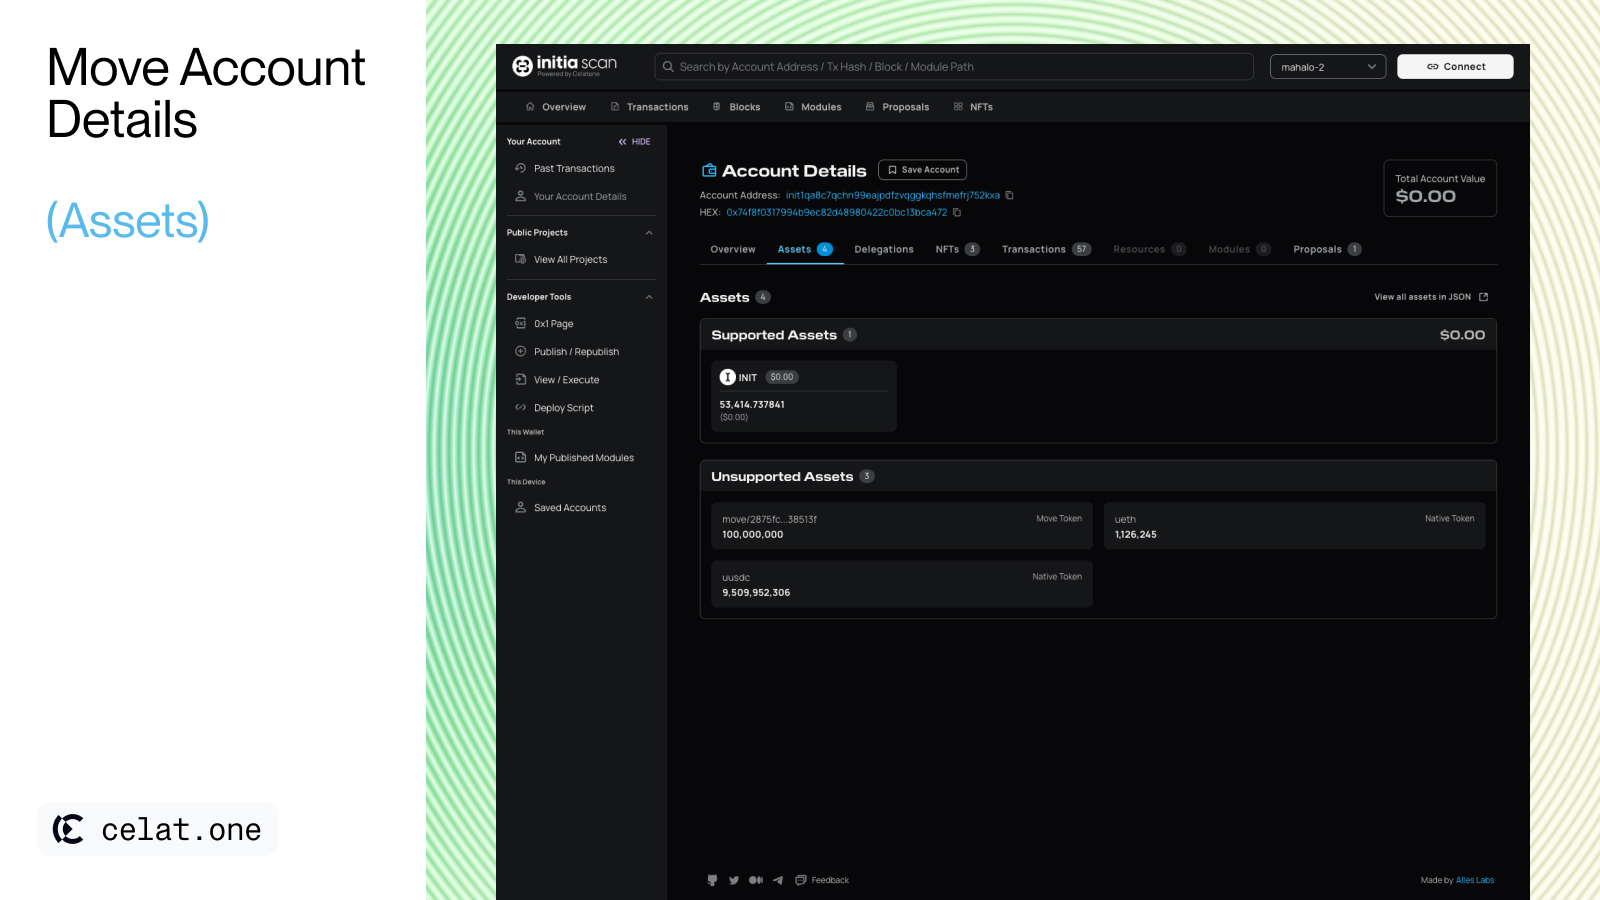 Move Account
Details
(Assets)
celat.one
initia scan
Powered by Celatone
Search by Account Address / Tx Hash / Block / Module Path
mahalo-2
Connect
Overview
Transactions
Blocks
Modules
Proposals
NFTs
Your Account
HIDE
Past Transactions
Your Account Details
Public Projects
View All Projects
Developer Tools
0x1 Page
Publish / Republish
View / Execute
Deploy Script
This Wallet
My Published Modules
This Device
Saved Accounts
Account Details
Save Account
Account Address: init1qa8c7qchn99eajpdfzvqggkqhsfmefrj752kxa
HEX: 0x74f8f0317994b9ec82d48980422c0bc13bca472
Total Account Value
$0.00
Overview
Assets 4
Delegations
NFTs 3
Transactions 57
Resources 0
Modules 0
Proposals 1
Assets 4
View all assets in JSON
Supported Assets 1
$0.00
INIT $0.00
53,414.737841
($0.00)
Unsupported Assets 3
move/2875fc...38513f
Move Token
100,000,000
ueth
Native Token
1,126,245
uusdc
Native Token
9,509,952,306
Feedback
Made by Alles Labs